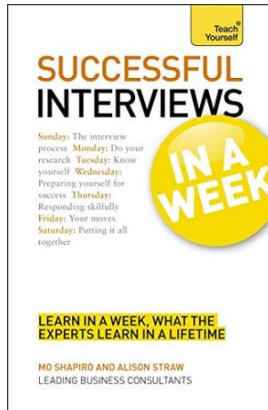 Teach
Yourself®
SUCCESSFUL
INTERVIEWS
IN A
WEEK
Sunday: The interview
process Monday: Do your
research Tuesday: Know
yourself Wednesday:
Preparing yourself for
success Thursday:
Responding skilfully
Friday: Your moves
Saturday: Putting it all
together
LEARN IN A WEEK, WHAT THE
EXPERTS LEARN IN A LIFETIME
MO SHAPIRO AND ALISON STRAW
LEADING BUSINESS CONSULTANTS